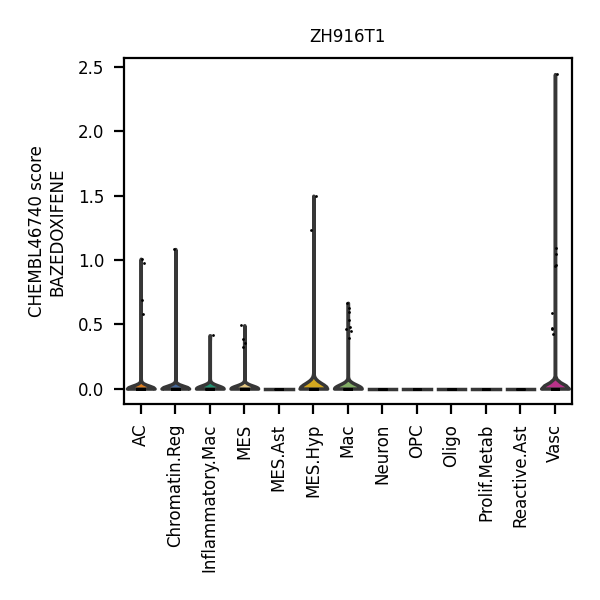 ZH916T1
CHEMBL46740 score
BAZEDOXIFENE
2.5
2.0
1.5
1.0
0.5
0.0
AC
Chromatin.Reg
Inflammatory.Mac
MES
MES.Ast
MES.Hyp
Mac
Neuron
OPC
Oligo
Prolif.Metab
Reactive.Ast
Vasc